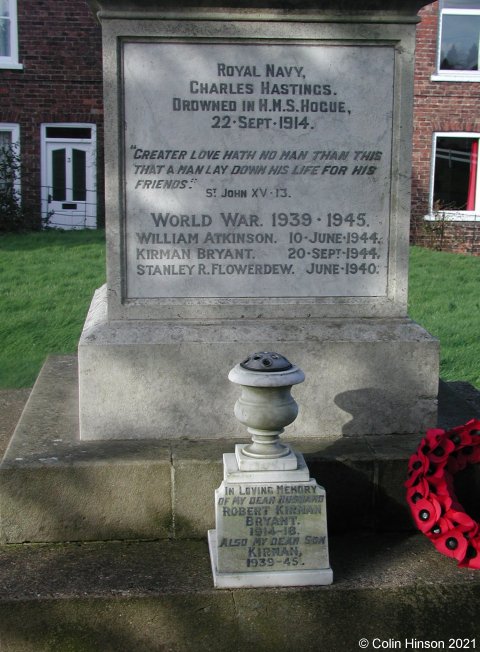 ROYAL NAVY,
CHARLES HASTINGS.
DROWNED IN H.M.S. HOGUE,
22·SEPT·1914.
"GREATER LOVE HATH NO MAN THAN THIS
THAT A MAN LAY DOWN HIS LIFE FOR HIS
FRIENDS."    ST JOHN XV·13.
WORLD WAR. 1939·1945.
WILLIAM ATKINSON. 10·JUNE·1944.
KIRMAN BRYANT. 20·SEPT·1944.
STANLEY R. FLOWERDEW. JUNE·1940.
3
IN LOVING MEMORY
OF MY DEAR HUSBAND
ROBERT KIRMAN
BRYANT.
1914-18.
ALSO MY DEAR SON
KIRMAN,
1939-45.
© Colin Hinson 2021